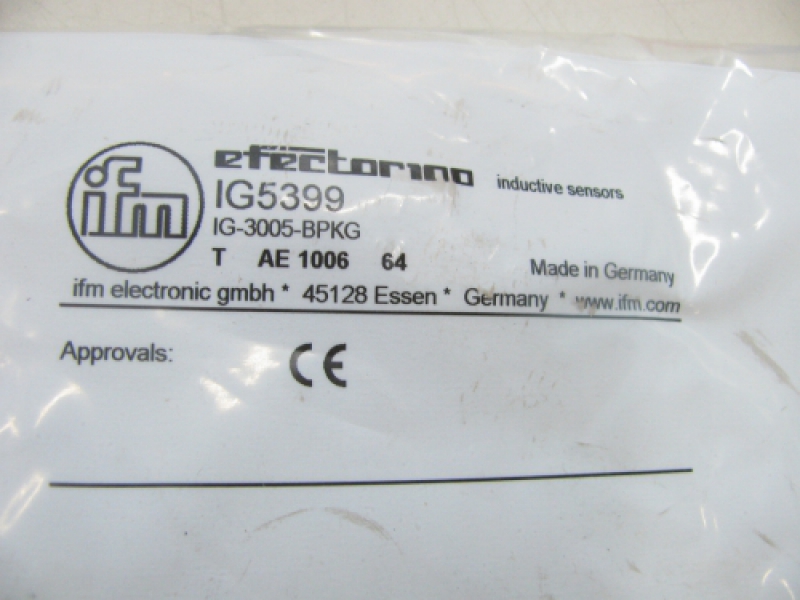 ifm
efector100
inductive sensors
IG5399
IG-3005-BPKG
T AE 1006 64
Made in Germany
ifm electronic gmbh * 45128 Essen * Germany * www.ifm.com
Approvals:
CE